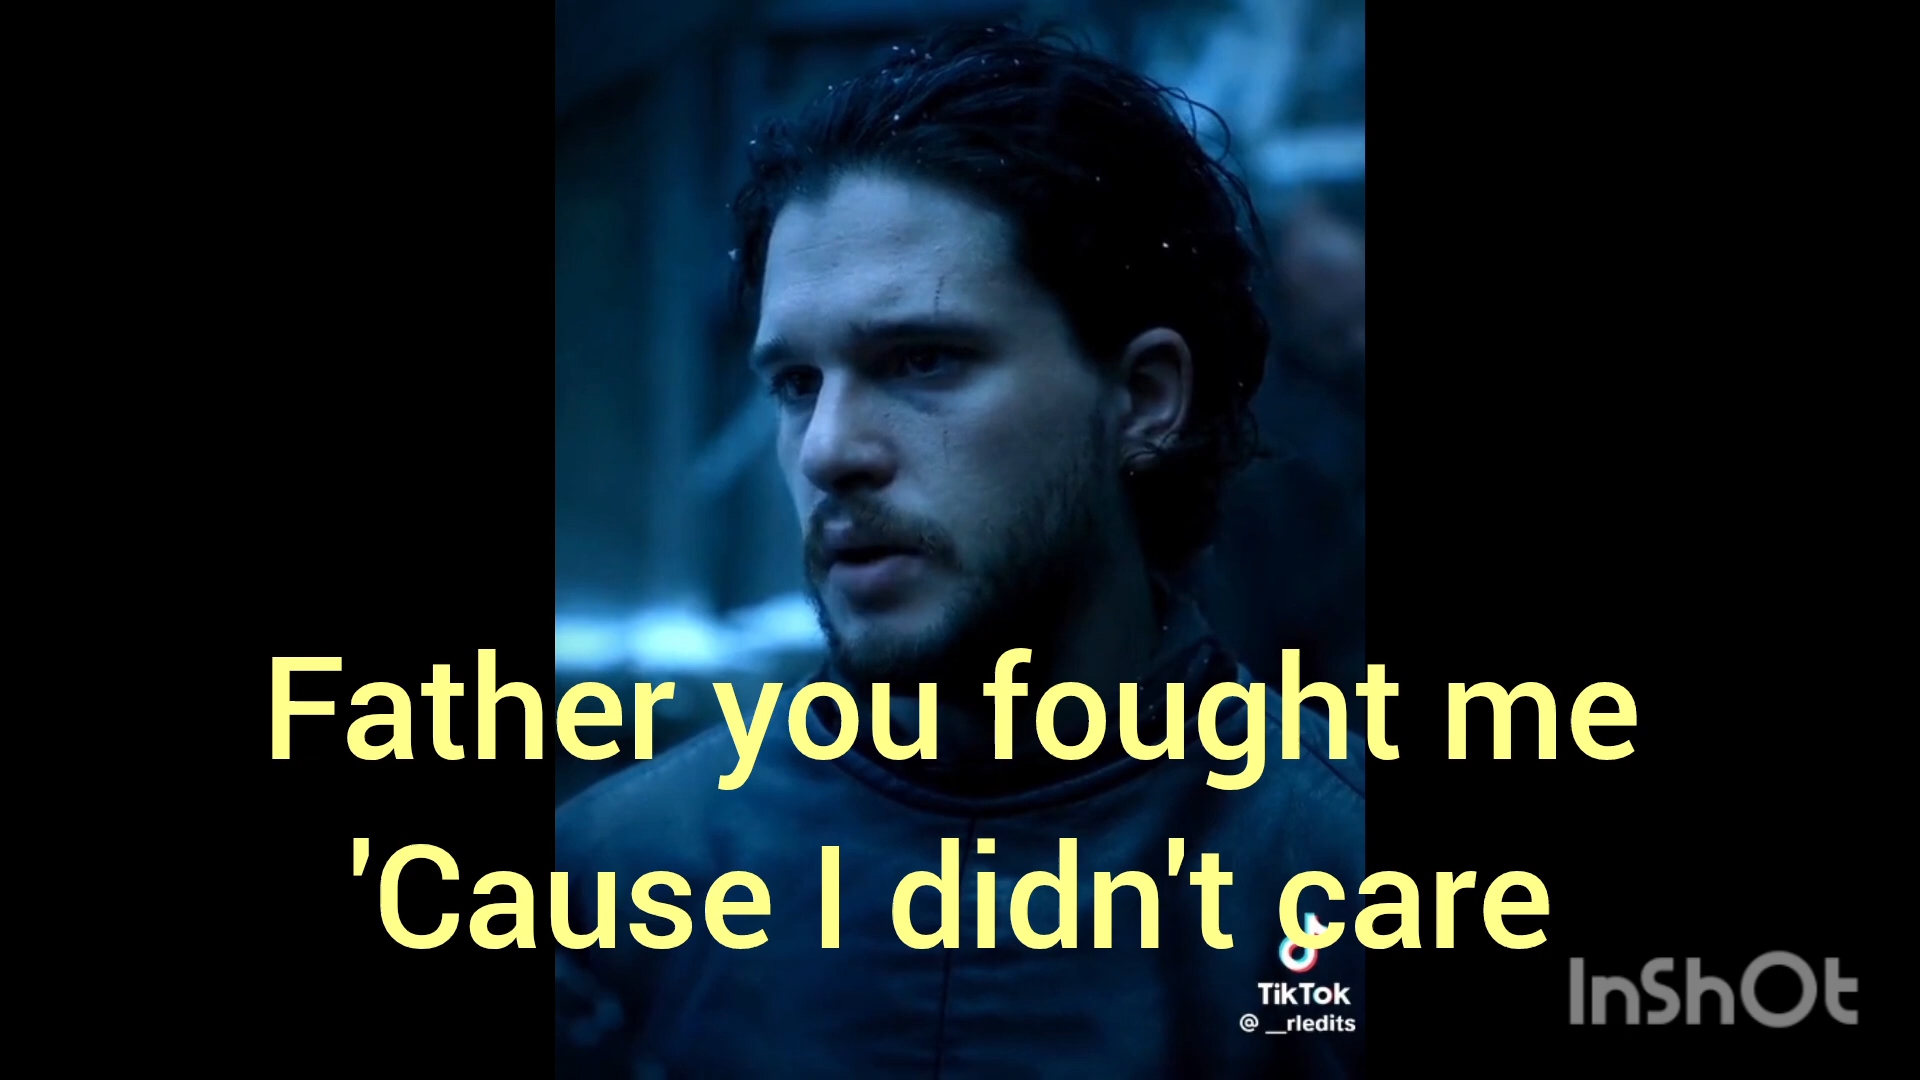 Father you fought me
'Cause I didn't care
TikTok
@ __rledits
InShOt